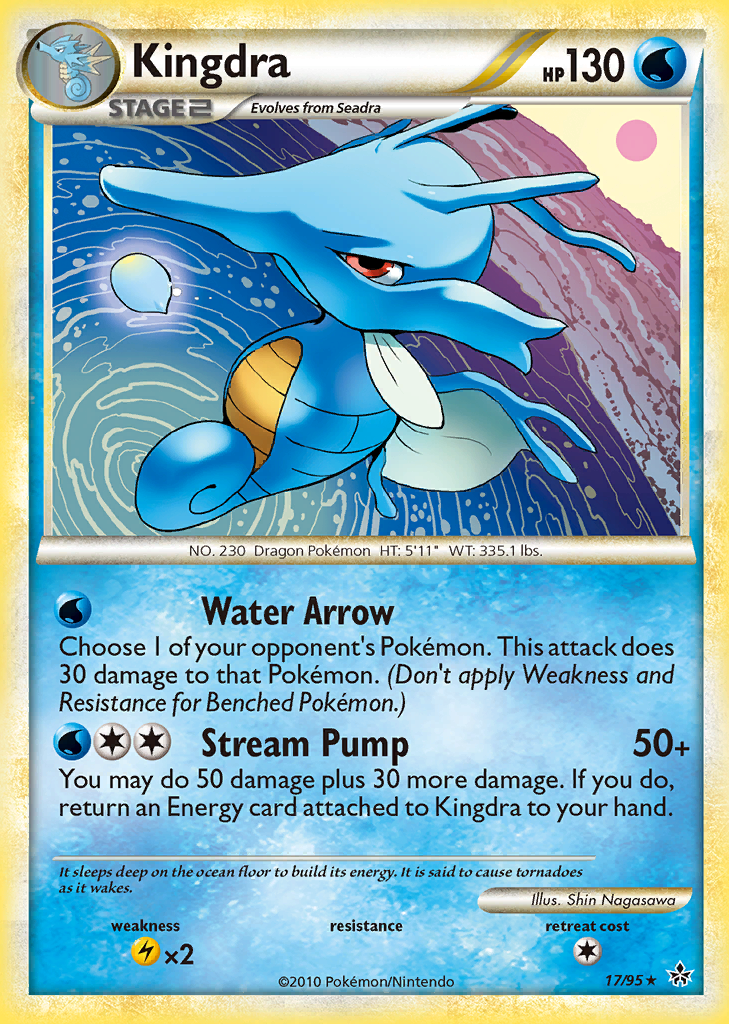 Kingdra
HP130
STAGE2
Evolves from Seadra
NO. 230 Dragon Pokémon HT: 5'11" WT: 335.1 lbs.
Water Arrow
Choose 1 of your opponent's Pokémon. This attack does
30 damage to that Pokémon. (Don't apply Weakness and
Resistance for Benched Pokémon.)
Stream Pump 50+
You may do 50 damage plus 30 more damage. If you do,
return an Energy card attached to Kingdra to your hand.
It sleeps deep on the ocean floor to build its energy. It is said to cause tornadoes
as it wakes.
Illus. Shin Nagasawa
weakness resistance retreat cost
×2
©2010 Pokémon/Nintendo 17/95 ★